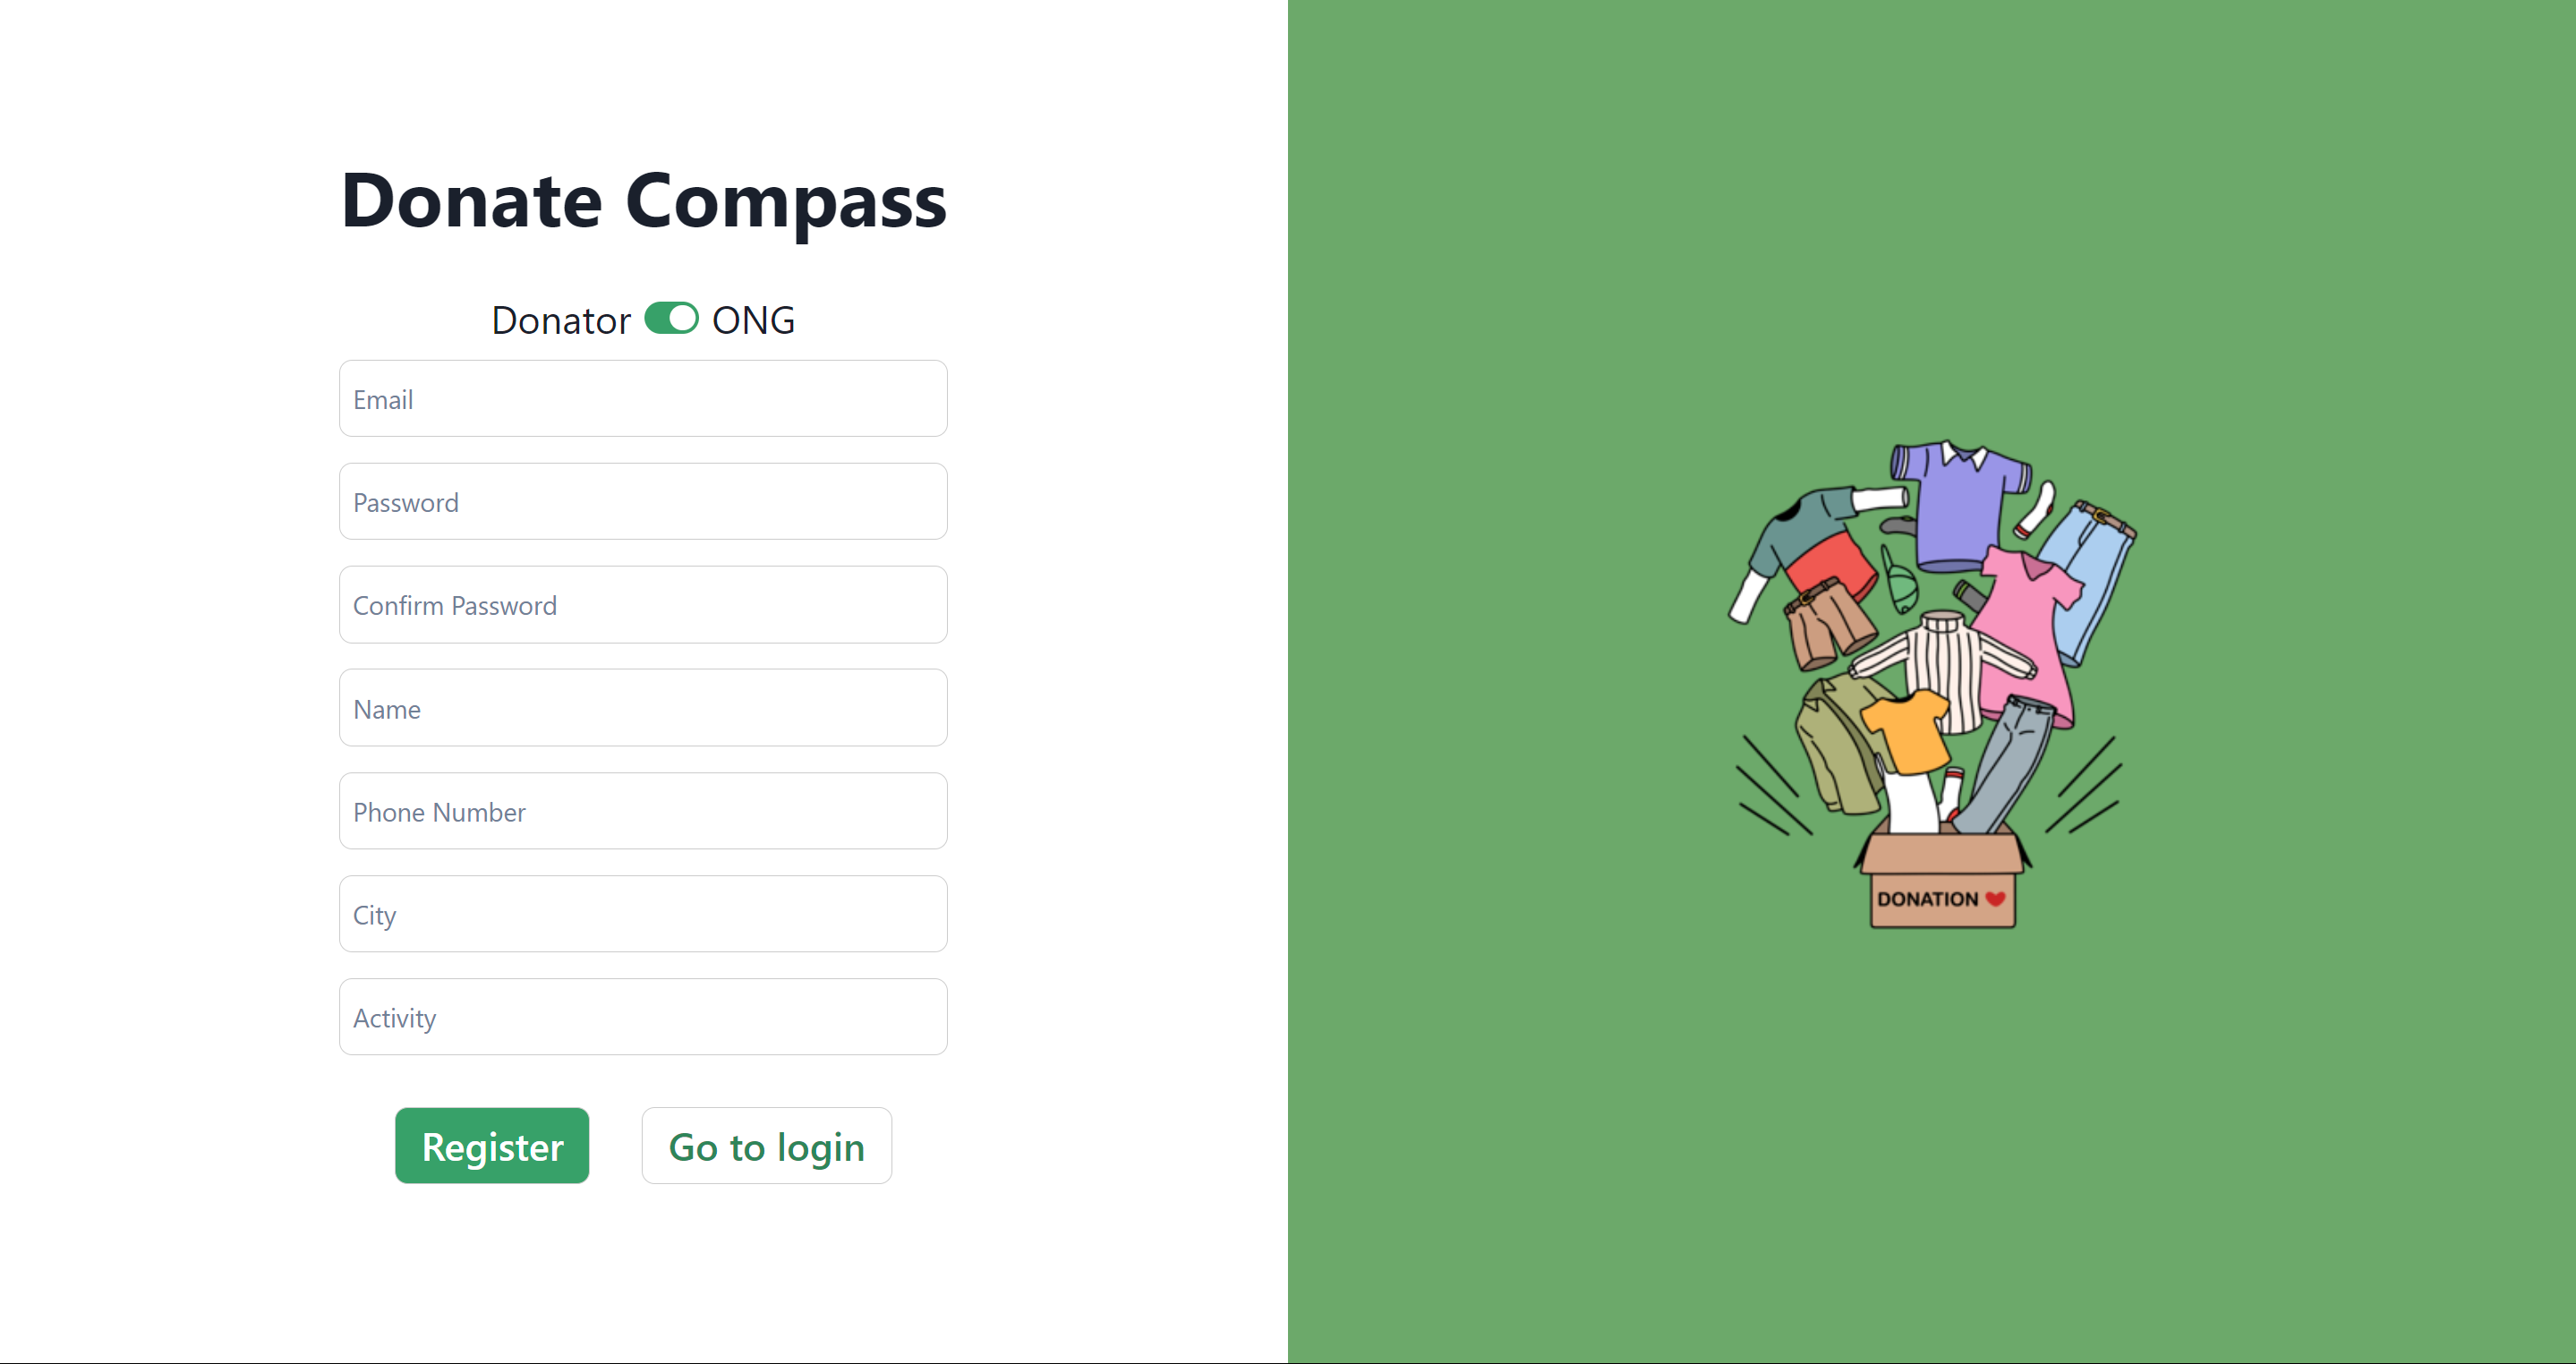 Donate Compass
Donator ONG
Email
Password
Confirm Password
Name
Phone Number
City
Activity
Register Go to login
DONATION